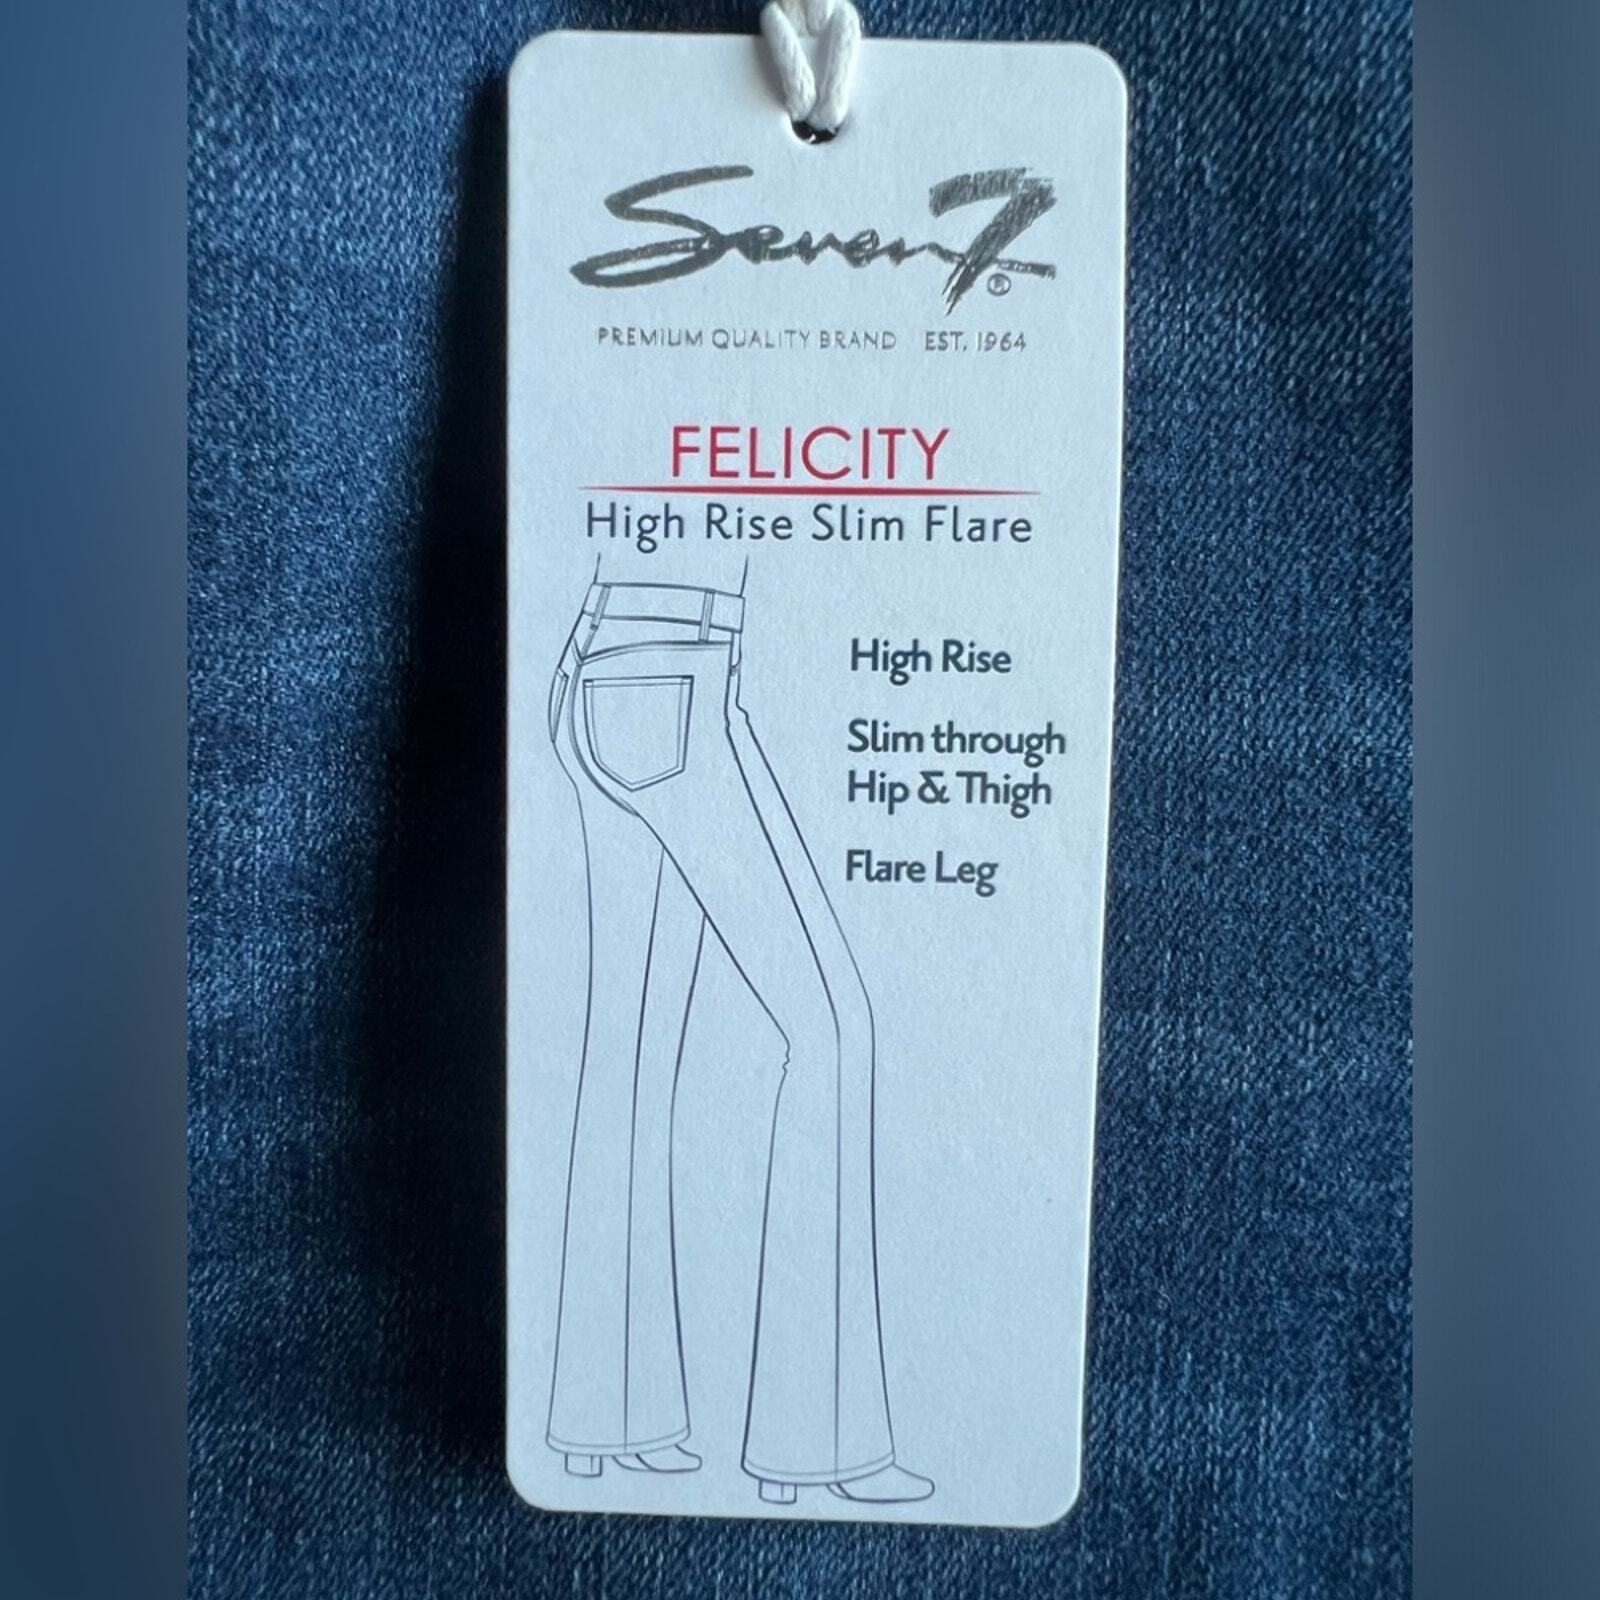 Seven7®
PREMIUM QUALITY BRAND EST. 1964
FELICITY
High Rise Slim Flare
High Rise
Slim through
Hip & Thigh
Flare Leg